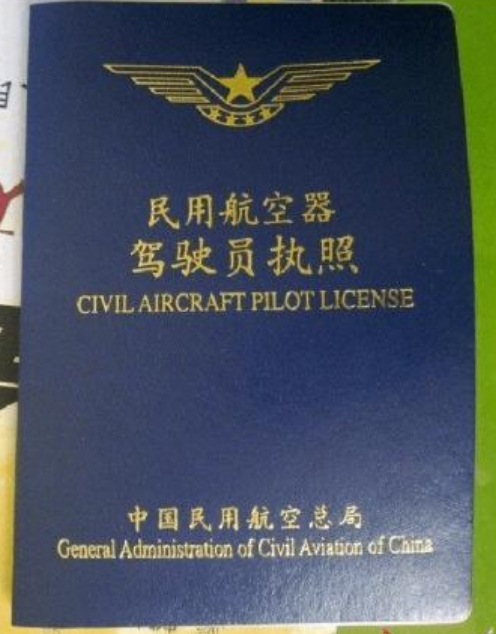 民用航空器
驾驶员执照
CIVIL AIRCRAFT PILOT LICENSE
中国民用航空总局
General Administration of Civil Aviation of China